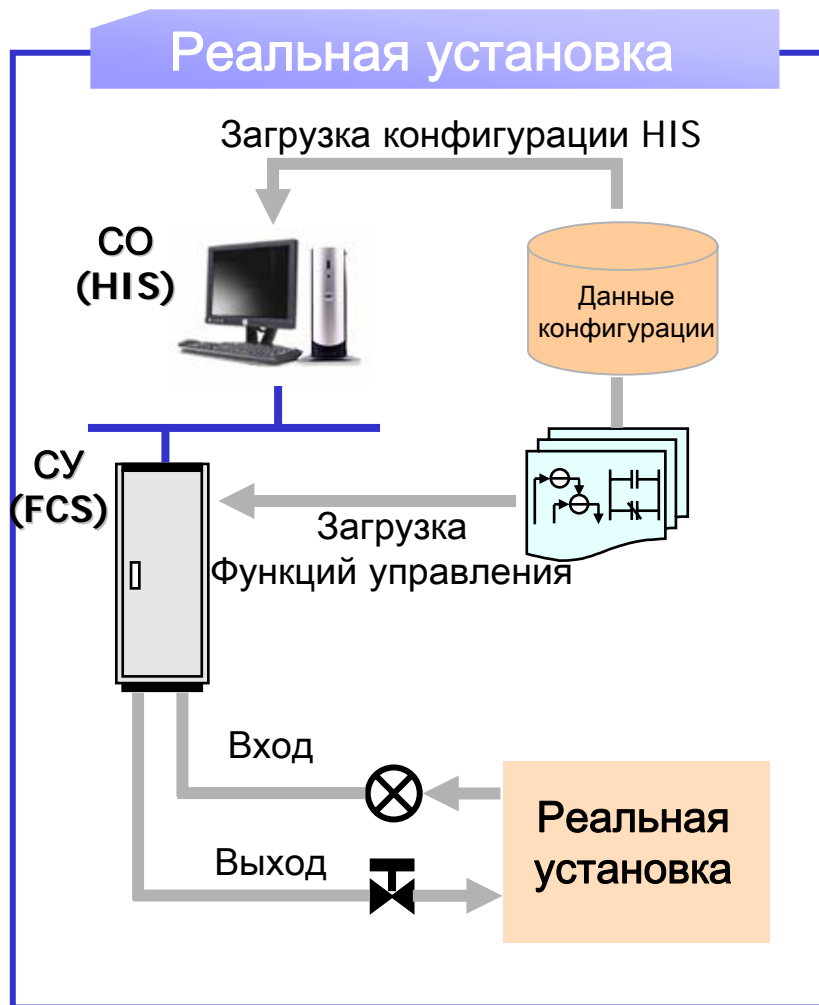 Реальная установка
Загрузка конфигурации HIS
СО
(HIS)
Данные
конфигурации
СУ
(FCS)
Загрузка
Функций управления
Вход
Выход
Реальная
установка